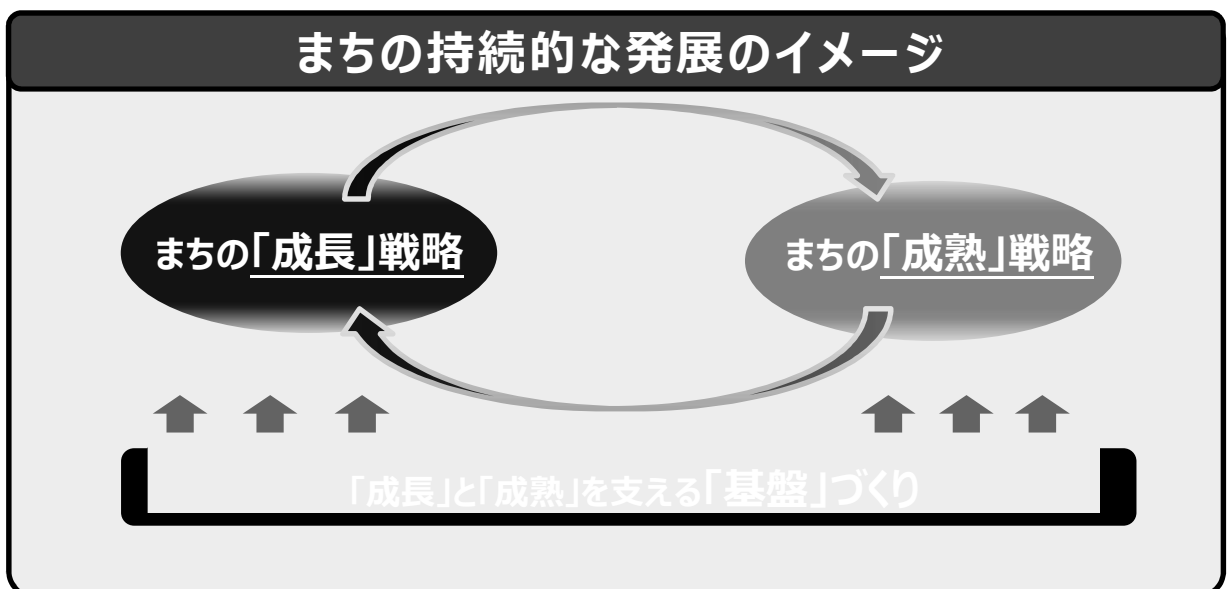 まちの持続的な発展のイメージ
まちの「成長」戦略
まちの「成熟」戦略
「成長」と「成熟」を支える「基盤」づくり